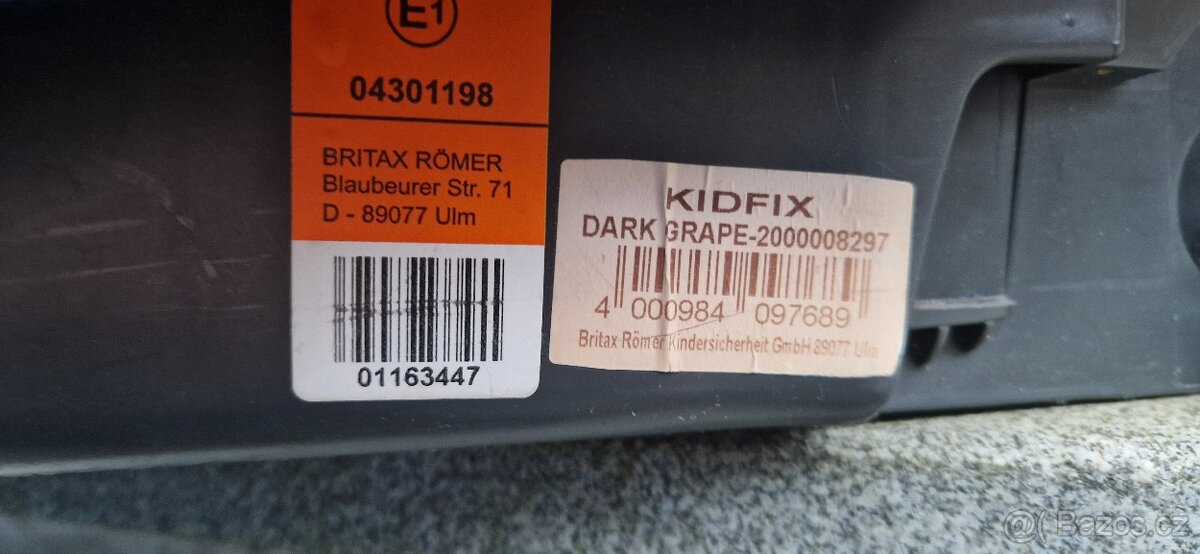 E1
04301198
BRITAX RÖMER
Blaubeurer Str. 71
D - 89077 Ulm
01163447
KIDFIX
DARK GRAPE-2000008297
4 000984 097689
Britax Römer Kindersicherheit GmbH 89077 Ulm
Bazos.cz